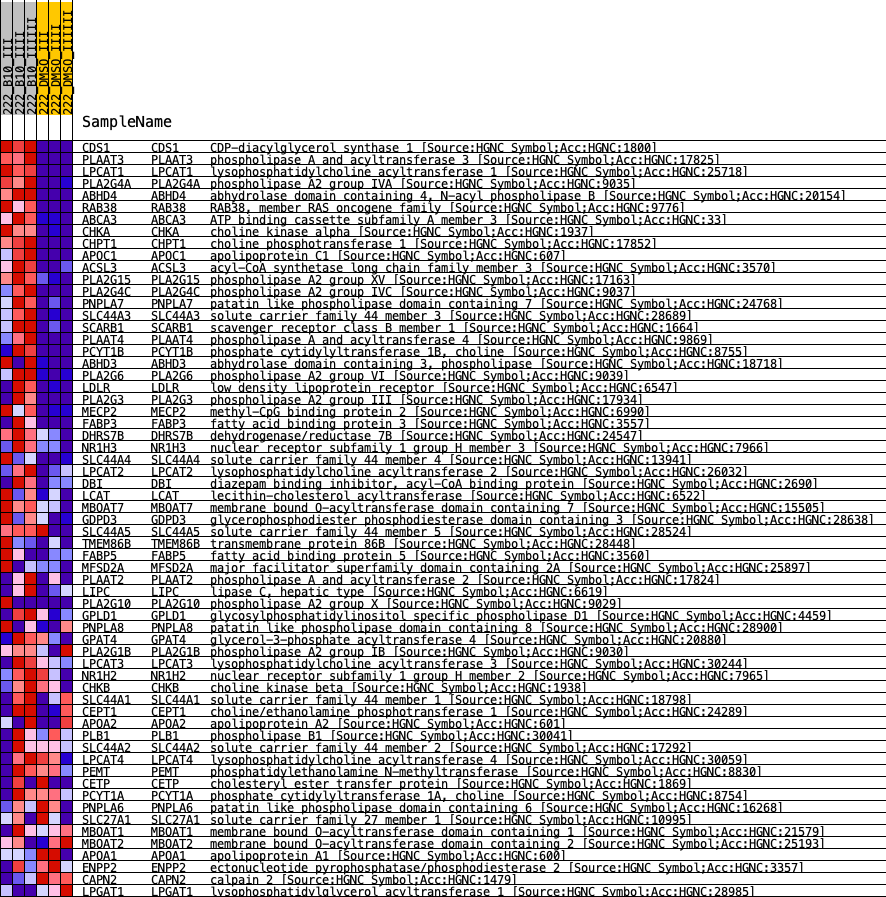 222_B10_III
222_B10_IIII
222_B10_IIIIII
222_DMSO_III
222_DMSO_IIII
222_DMSO_IIIIII
SampleName
CDS1 CDS1 CDP-diacylglycerol synthase 1 [Source:HGNC Symbol;Acc:HGNC:1800]
PLAAT3 PLAAT3 phospholipase A and acyltransferase 3 [Source:HGNC Symbol;Acc:HGNC:17825]
LPCAT1 LPCAT1 lysophosphatidylcholine acyltransferase 1 [Source:HGNC Symbol;Acc:HGNC:25718]
PLA2G4A PLA2G4A phospholipase A2 group IVA [Source:HGNC Symbol;Acc:HGNC:9035]
ABHD4 ABHD4 abhydrolase domain containing 4, N-acyl phospholipase B [Source:HGNC Symbol;Acc:HGNC:20154]
RAB38 RAB38 RAB38, member RAS oncogene family [Source:HGNC Symbol;Acc:HGNC:9776]
ABCA3 ABCA3 ATP binding cassette subfamily A member 3 [Source:HGNC Symbol;Acc:HGNC:33]
CHKA CHKA choline kinase alpha [Source:HGNC Symbol;Acc:HGNC:1937]
CHPT1 CHPT1 choline phosphotransferase 1 [Source:HGNC Symbol;Acc:HGNC:17852]
APOC1 APOC1 apolipoprotein C1 [Source:HGNC Symbol;Acc:HGNC:607]
ACSL3 ACSL3 acyl-CoA synthetase long chain family member 3 [Source:HGNC Symbol;Acc:HGNC:3570]
PLA2G15 PLA2G15 phospholipase A2 group XV [Source:HGNC Symbol;Acc:HGNC:17163]
PLA2G4C PLA2G4C phospholipase A2 group IVC [Source:HGNC Symbol;Acc:HGNC:9037]
PNPLA7 PNPLA7 patatin like phospholipase domain containing 7 [Source:HGNC Symbol;Acc:HGNC:24768]
SLC44A3 SLC44A3 solute carrier family 44 member 3 [Source:HGNC Symbol;Acc:HGNC:28689]
SCARB1 SCARB1 scavenger receptor class B member 1 [Source:HGNC Symbol;Acc:HGNC:1664]
PLAAT4 PLAAT4 phospholipase A and acyltransferase 4 [Source:HGNC Symbol;Acc:HGNC:9869]
PCYT1B PCYT1B phosphate cytidylyltransferase 1B, choline [Source:HGNC Symbol;Acc:HGNC:8755]
ABHD3 ABHD3 abhydrolase domain containing 3, phospholipase [Source:HGNC Symbol;Acc:HGNC:18718]
PLA2G6 PLA2G6 phospholipase A2 group VI [Source:HGNC Symbol;Acc:HGNC:9039]
LDLR LDLR low density lipoprotein receptor [Source:HGNC Symbol;Acc:HGNC:6547]
PLA2G3 PLA2G3 phospholipase A2 group III [Source:HGNC Symbol;Acc:HGNC:17934]
MECP2 MECP2 methyl-CpG binding protein 2 [Source:HGNC Symbol;Acc:HGNC:6990]
FABP3 FABP3 fatty acid binding protein 3 [Source:HGNC Symbol;Acc:HGNC:3557]
DHRS7B DHRS7B dehydrogenase/reductase 7B [Source:HGNC Symbol;Acc:HGNC:24547]
NR1H3 NR1H3 nuclear receptor subfamily 1 group H member 3 [Source:HGNC Symbol;Acc:HGNC:7966]
SLC44A4 SLC44A4 solute carrier family 44 member 4 [Source:HGNC Symbol;Acc:HGNC:13941]
LPCAT2 LPCAT2 lysophosphatidylcholine acyltransferase 2 [Source:HGNC Symbol;Acc:HGNC:26032]
DBI DBI diazepam binding inhibitor, acyl-CoA binding protein [Source:HGNC Symbol;Acc:HGNC:2690]
LCAT LCAT lecithin-cholesterol acyltransferase [Source:HGNC Symbol;Acc:HGNC:6522]
MBOAT7 MBOAT7 membrane bound O-acyltransferase domain containing 7 [Source:HGNC Symbol;Acc:HGNC:15505]
GDPD3 GDPD3 glycerophosphodiester phosphodiesterase domain containing 3 [Source:HGNC Symbol;Acc:HGNC:28638]
SLC44A5 SLC44A5 solute carrier family 44 member 5 [Source:HGNC Symbol;Acc:HGNC:28524]
TMEM86B TMEM86B transmembrane protein 86B [Source:HGNC Symbol;Acc:HGNC:28448]
FABP5 FABP5 fatty acid binding protein 5 [Source:HGNC Symbol;Acc:HGNC:3560]
MFSD2A MFSD2A major facilitator superfamily domain containing 2A [Source:HGNC Symbol;Acc:HGNC:25897]
PLAAT2 PLAAT2 phospholipase A and acyltransferase 2 [Source:HGNC Symbol;Acc:HGNC:17824]
LIPC LIPC lipase C, hepatic type [Source:HGNC Symbol;Acc:HGNC:6619]
PLA2G10 PLA2G10 phospholipase A2 group X [Source:HGNC Symbol;Acc:HGNC:9029]
GPLD1 GPLD1 glycosylphosphatidylinositol specific phospholipase D1 [Source:HGNC Symbol;Acc:HGNC:4459]
PNPLA8 PNPLA8 patatin like phospholipase domain containing 8 [Source:HGNC Symbol;Acc:HGNC:28900]
GPAT4 GPAT4 glycerol-3-phosphate acyltransferase 4 [Source:HGNC Symbol;Acc:HGNC:20880]
PLA2G1B PLA2G1B phospholipase A2 group IB [Source:HGNC Symbol;Acc:HGNC:9030]
LPCAT3 LPCAT3 lysophosphatidylcholine acyltransferase 3 [Source:HGNC Symbol;Acc:HGNC:30244]
NR1H2 NR1H2 nuclear receptor subfamily 1 group H member 2 [Source:HGNC Symbol;Acc:HGNC:7965]
CHKB CHKB choline kinase beta [Source:HGNC Symbol;Acc:HGNC:1938]
SLC44A1 SLC44A1 solute carrier family 44 member 1 [Source:HGNC Symbol;Acc:HGNC:18798]
CEPT1 CEPT1 choline/ethanolamine phosphotransferase 1 [Source:HGNC Symbol;Acc:HGNC:24289]
APOA2 APOA2 apolipoprotein A2 [Source:HGNC Symbol;Acc:HGNC:601]
PLB1 PLB1 phospholipase B1 [Source:HGNC Symbol;Acc:HGNC:30041]
SLC44A2 SLC44A2 solute carrier family 44 member 2 [Source:HGNC Symbol;Acc:HGNC:17292]
LPCAT4 LPCAT4 lysophosphatidylcholine acyltransferase 4 [Source:HGNC Symbol;Acc:HGNC:30059]
PEMT PEMT phosphatidylethanolamine N-methyltransferase [Source:HGNC Symbol;Acc:HGNC:8830]
CETP CETP cholesteryl ester transfer protein [Source:HGNC Symbol;Acc:HGNC:1869]
PCYT1A PCYT1A phosphate cytidylyltransferase 1A, choline [Source:HGNC Symbol;Acc:HGNC:8754]
PNPLA6 PNPLA6 patatin like phospholipase domain containing 6 [Source:HGNC Symbol;Acc:HGNC:16268]
SLC27A1 SLC27A1 solute carrier family 27 member 1 [Source:HGNC Symbol;Acc:HGNC:10995]
MBOAT1 MBOAT1 membrane bound O-acyltransferase domain containing 1 [Source:HGNC Symbol;Acc:HGNC:21579]
MBOAT2 MBOAT2 membrane bound O-acyltransferase domain containing 2 [Source:HGNC Symbol;Acc:HGNC:25193]
APOA1 APOA1 apolipoprotein A1 [Source:HGNC Symbol;Acc:HGNC:600]
ENPP2 ENPP2 ectonucleotide pyrophosphatase/phosphodiesterase 2 [Source:HGNC Symbol;Acc:HGNC:3357]
CAPN2 CAPN2 calpain 2 [Source:HGNC Symbol;Acc:HGNC:1479]
LPGAT1 LPGAT1 lysophosphatidylglycerol acyltransferase 1 [Source:HGNC Symbol;Acc:HGNC:28985]